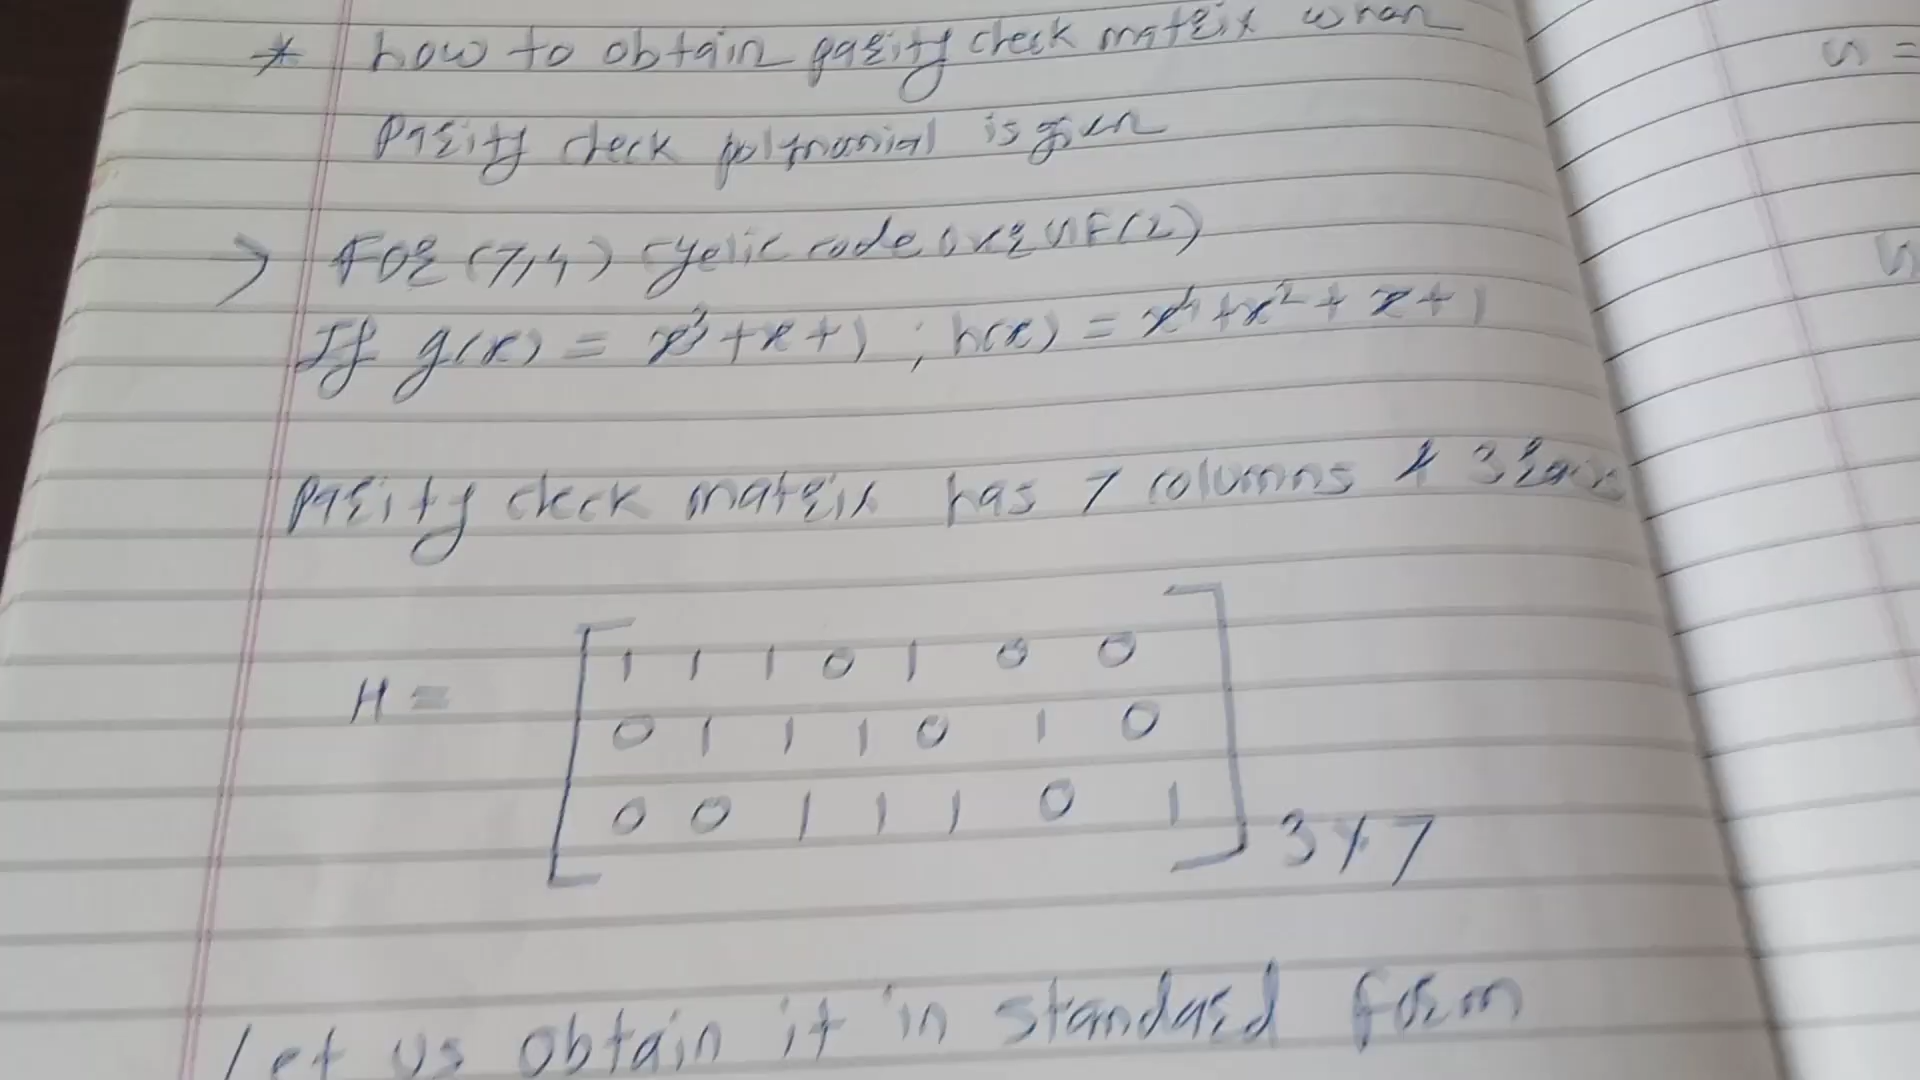 * how to obtain parity check matrix when
parity check polynomial is given
> For (7,4) cyclic code over GF(2)
If g(x) = x³+x+1 ; h(x) = x⁴+x²+x+1
parity check matrix has 7 columns & 3 rows
H = [1 1 1 0 1 0 0
0 1 1 1 0 1 0
0 0 1 1 1 0 1] 3x7
Let us obtain it in standard form